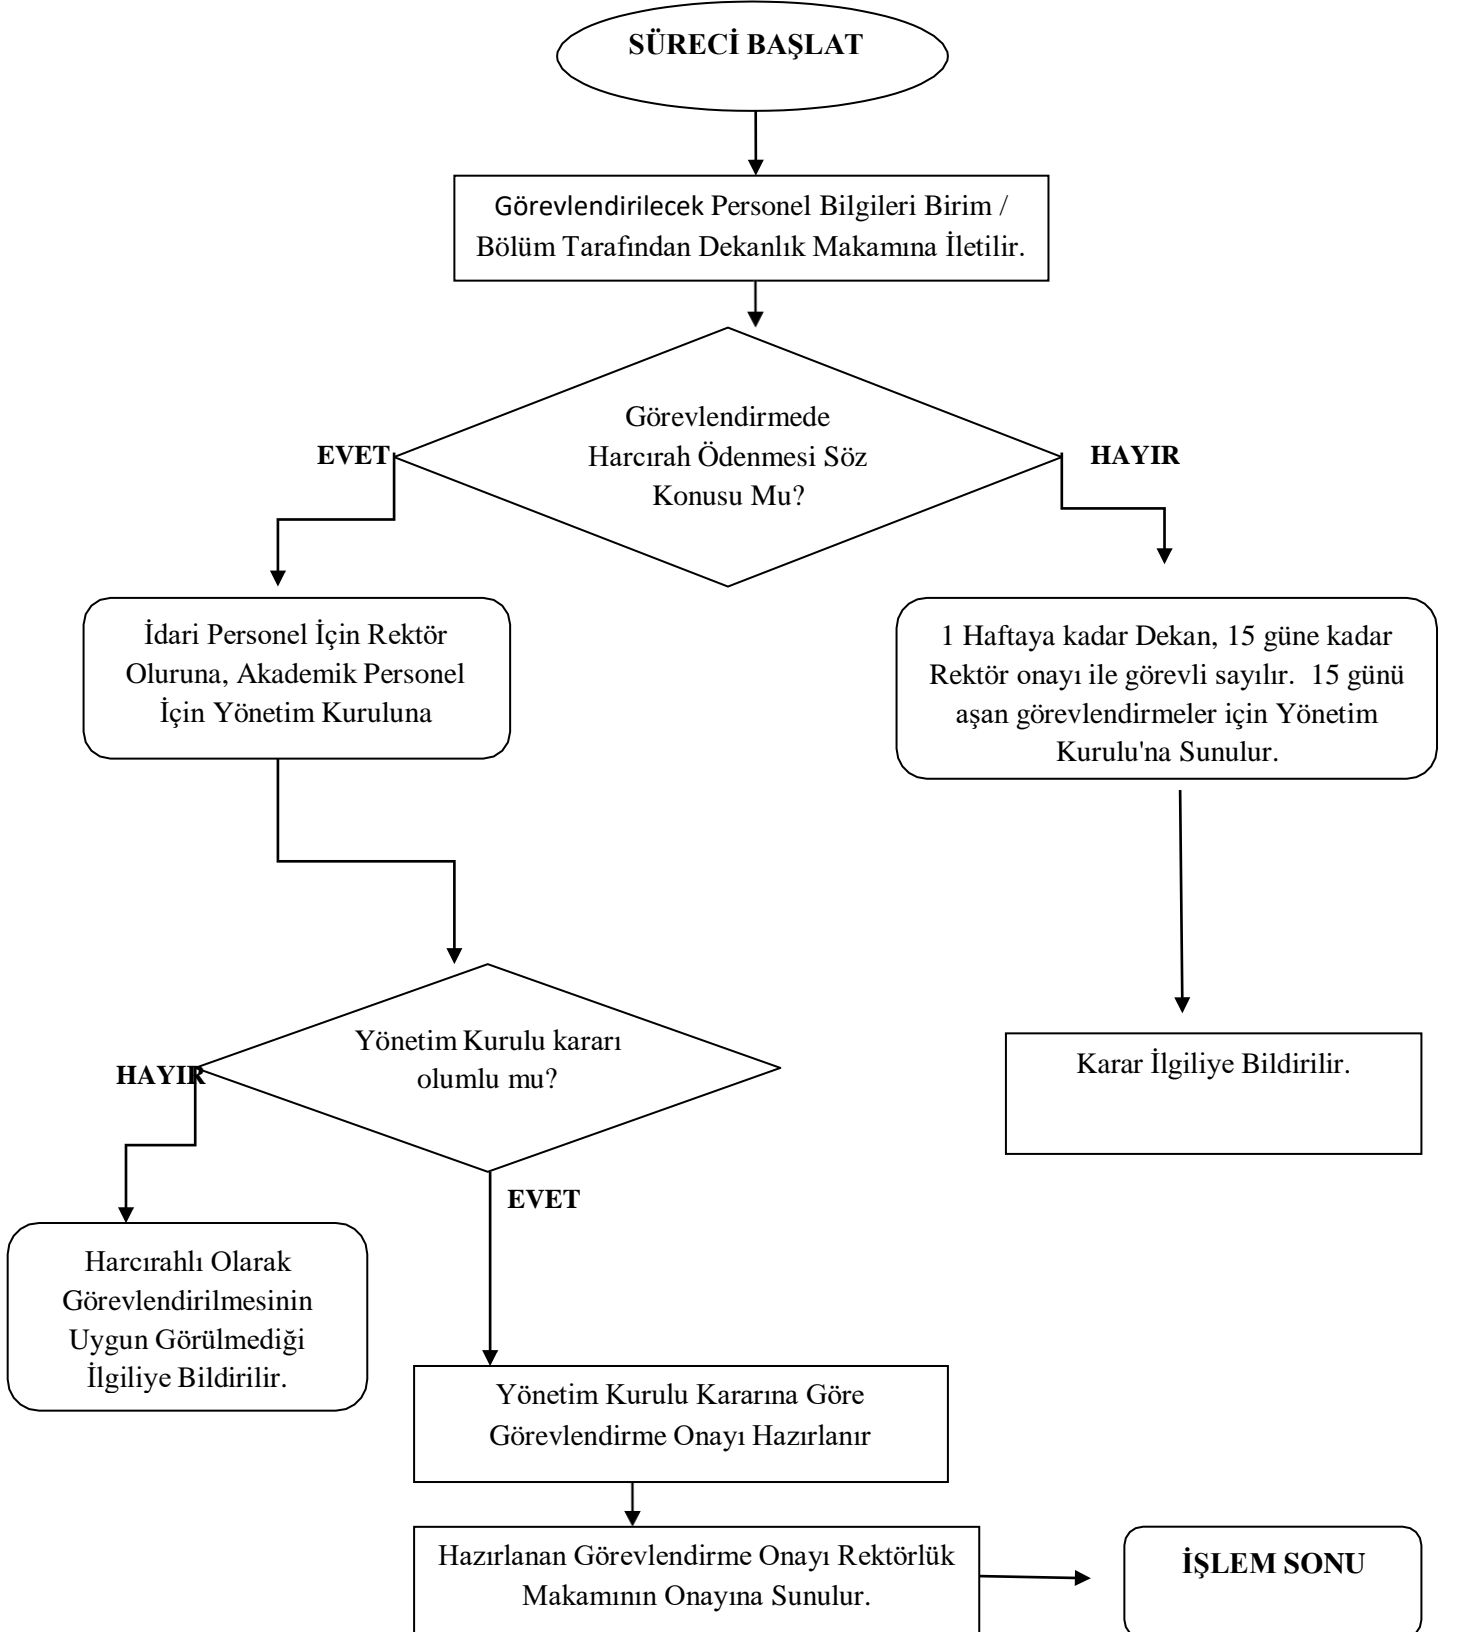 SÜRECİ BAŞLAT
Görevlendirilecek Personel Bilgileri Birim /
Bölüm Tarafından Dekanlık Makamına İletilir.
Görevlendirmede
Harcırah Ödenmesi Söz
Konusu Mu?
EVET
HAYIR
İdari Personel İçin Rektör
Oluruna, Akademik Personel
İçin Yönetim Kuruluna
1 Haftaya kadar Dekan, 15 güne kadar
Rektör onayı ile görevli sayılır.  15 günü
aşan görevlendirmeler için Yönetim
Kurulu'na Sunulur.
Yönetim Kurulu kararı
olumlu mu?
HAYIR
Karar İlgiliye Bildirilir.
EVET
Harcırahlı Olarak
Görevlendirilmesinin
Uygun Görülmediği
İlgiliye Bildirilir.
Yönetim Kurulu Kararına Göre
Görevlendirme Onayı Hazırlanır
Hazırlanan Görevlendirme Onayı Rektörlük
Makamının Onayına Sunulur.
İŞLEM SONU